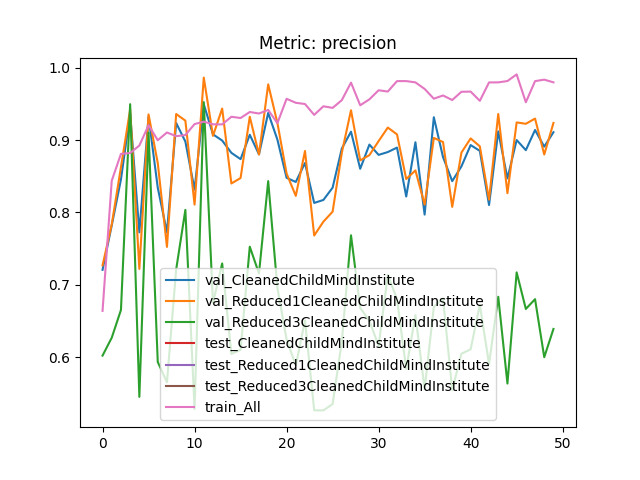 Metric: precision
1.0
0.9
0.8
0.7
0.6
val_CleanedChildMindInstitute
val_Reduced1CleanedChildMindInstitute
val_Reduced3CleanedChildMindInstitute
test_CleanedChildMindInstitute
test_Reduced1CleanedChildMindInstitute
test_Reduced3CleanedChildMindInstitute
train_All
0 10 20 30 40 50